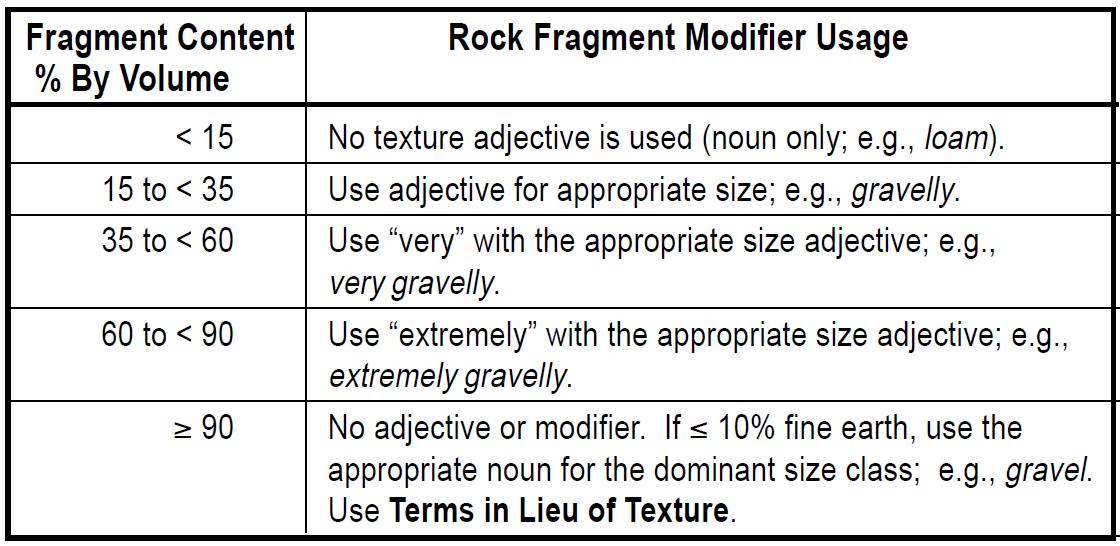 Fragment Content Rock Fragment Modifier Usage
% By Volume
< 15 No texture adjective is used (noun only; e.g., loam).
15 to < 35 Use adjective for appropriate size; e.g., gravelly.
35 to < 60 Use “very” with the appropriate size adjective; e.g.,
very gravelly.
60 to < 90 Use “extremely” with the appropriate size adjective; e.g.,
extremely gravelly.
≥ 90 No adjective or modifier. If ≤ 10% fine earth, use the
appropriate noun for the dominant size class; e.g., gravel.
Use Terms in Lieu of Texture.